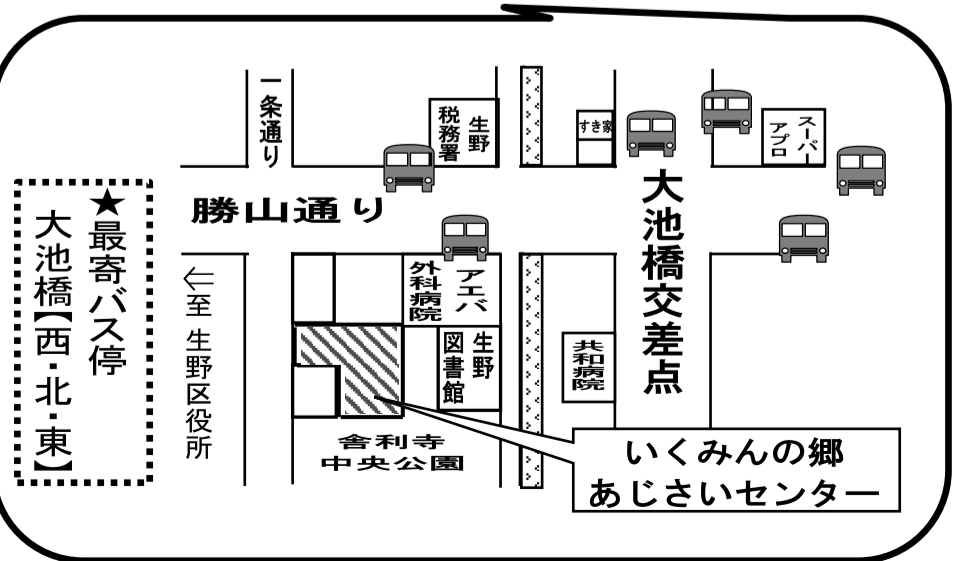 ★最寄バス停
大池橋【西・北・東】
一条通り
生野
税務署
すき家
スーパー
アプロ
勝山通り
大池橋交差点
⇐至 生野区役所
アエバ
外科病院
生野
図書館
共和病院
舎利寺
中央公園
いくみんの郷
あじさいセンター